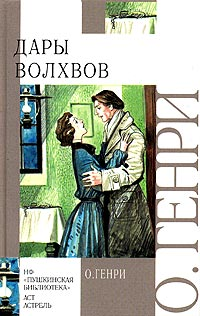 ДАРЫ
ВОЛХВОВ
О. ГЕНРИ
О.ГЕНРИ
НФ
«ПУШКИНСКАЯ
БИБЛИОТЕКА»
АСТ
АСТРЕЛЬ